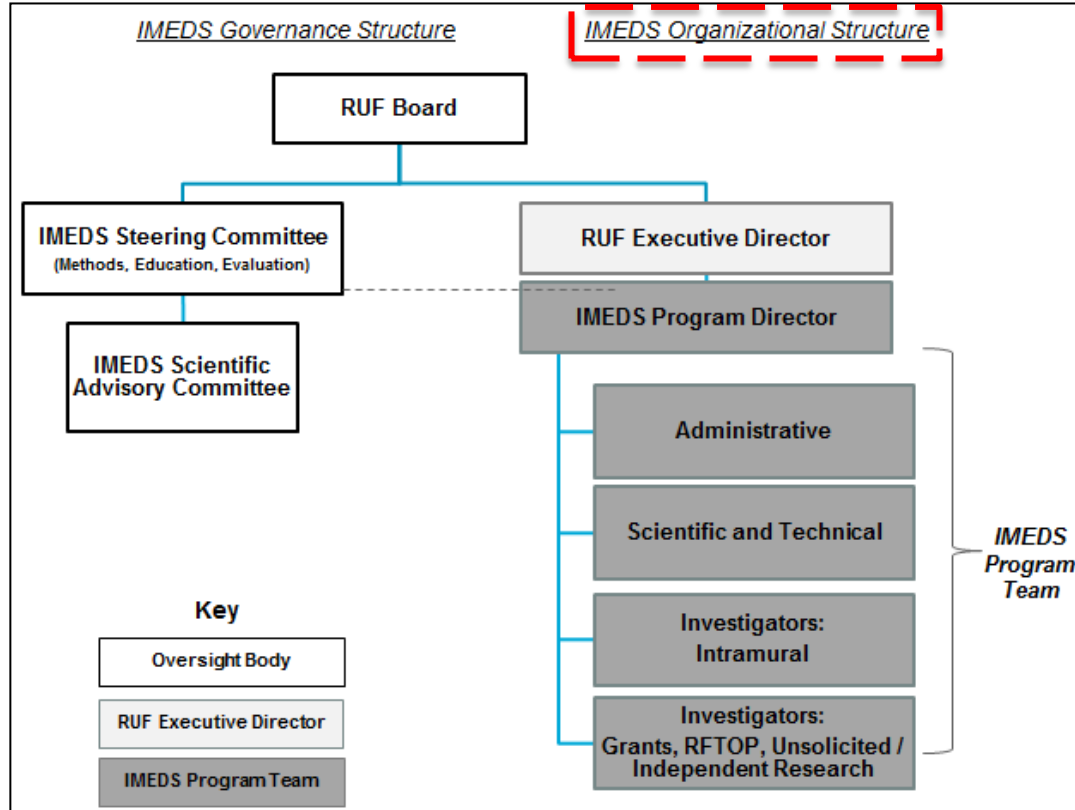 IMEDS Governance Structure
IMEDS Organizational Structure
RUF Board
IMEDS Steering Committee
(Methods, Education, Evaluation)
RUF Executive Director
IMEDS Program Director
IMEDS Scientific
Advisory Committee
Administrative
Scientific and Technical
IMEDS
Program
Team
Investigators:
Intramural
Investigators:
Grants, RFTOP, Unsolicited /
Independent Research
Key
Oversight Body
RUF Executive Director
IMEDS Program Team